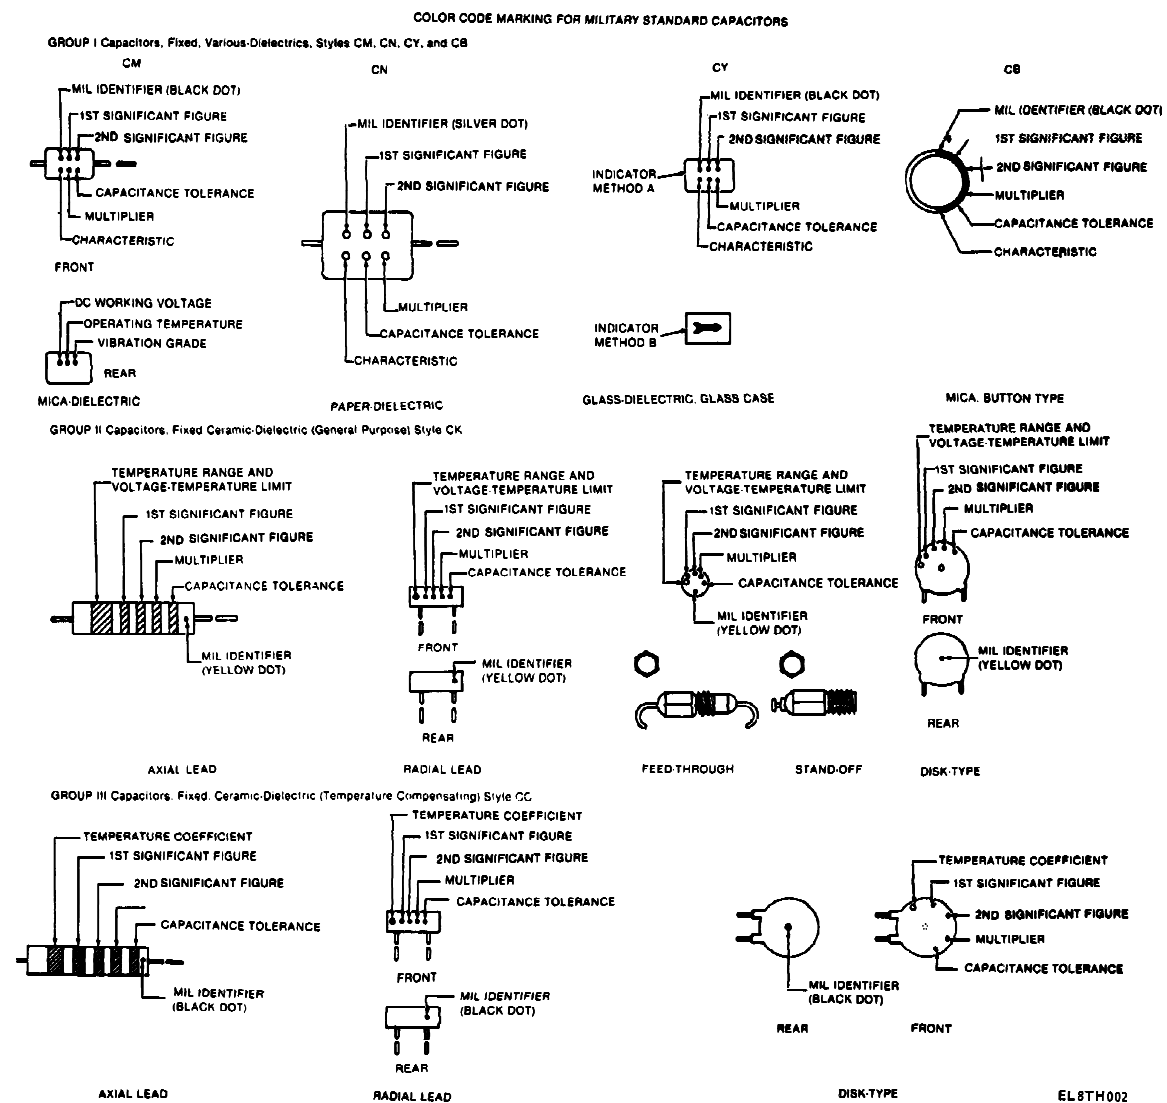 COLOR CODE MARKING FOR MILITARY STANDARD CAPACITORS
GROUP I Capacitors, Fixed, Various-Dielectrics, Styles CM, CN, CY, and CB
CM
MIL IDENTIFIER (BLACK DOT)
1ST SIGNIFICANT FIGURE
2ND SIGNIFICANT FIGURE
CAPACITANCE TOLERANCE
MULTIPLIER
CHARACTERISTIC
FRONT
DC WORKING VOLTAGE
OPERATING TEMPERATURE
VIBRATION GRADE
REAR
MICA-DIELECTRIC
CN
MIL IDENTIFIER (SILVER DOT)
1ST SIGNIFICANT FIGURE
2ND SIGNIFICANT FIGURE
MULTIPLIER
CAPACITANCE TOLERANCE
CHARACTERISTIC
PAPER-DIELECTRIC
CY
MIL IDENTIFIER (BLACK DOT)
1ST SIGNIFICANT FIGURE
2ND SIGNIFICANT FIGURE
INDICATOR
METHOD A
MULTIPLIER
CAPACITANCE TOLERANCE
CHARACTERISTIC
INDICATOR
METHOD B
GLASS-DIELECTRIC, GLASS CASE
CB
MIL IDENTIFIER (BLACK DOT)
1ST SIGNIFICANT FIGURE
2ND SIGNIFICANT FIGURE
MULTIPLIER
CAPACITANCE TOLERANCE
CHARACTERISTIC
MICA, BUTTON TYPE
GROUP II Capacitors, Fixed Ceramic-Dielectric (General Purpose) Style CK
TEMPERATURE RANGE AND
VOLTAGE-TEMPERATURE LIMIT
1ST SIGNIFICANT FIGURE
2ND SIGNIFICANT FIGURE
MULTIPLIER
CAPACITANCE TOLERANCE
MIL IDENTIFIER
(YELLOW DOT)
AXIAL LEAD
TEMPERATURE RANGE AND
VOLTAGE-TEMPERATURE LIMIT
1ST SIGNIFICANT FIGURE
2ND SIGNIFICANT FIGURE
MULTIPLIER
CAPACITANCE TOLERANCE
FRONT
MIL IDENTIFIER
(YELLOW DOT)
REAR
RADIAL LEAD
TEMPERATURE RANGE AND
VOLTAGE-TEMPERATURE LIMIT
1ST SIGNIFICANT FIGURE
2ND SIGNIFICANT FIGURE
MULTIPLIER
CAPACITANCE TOLERANCE
MIL IDENTIFIER
(YELLOW DOT)
FEED-THROUGH
STAND-OFF
TEMPERATURE RANGE AND
VOLTAGE-TEMPERATURE LIMIT
1ST SIGNIFICANT FIGURE
2ND SIGNIFICANT FIGURE
MULTIPLIER
CAPACITANCE TOLERANCE
FRONT
MIL IDENTIFIER
(YELLOW DOT)
REAR
DISK-TYPE
GROUP III Capacitors, Fixed, Ceramic-Dielectric (Temperature Compensating) Style CC
TEMPERATURE COEFFICIENT
1ST SIGNIFICANT FIGURE
2ND SIGNIFICANT FIGURE
CAPACITANCE TOLERANCE
MIL IDENTIFIER
(BLACK DOT)
AXIAL LEAD
TEMPERATURE COEFFICIENT
1ST SIGNIFICANT FIGURE
2ND SIGNIFICANT FIGURE
MULTIPLIER
CAPACITANCE TOLERANCE
FRONT
MIL IDENTIFIER
(BLACK DOT)
REAR
RADIAL LEAD
MIL IDENTIFIER
(BLACK DOT)
REAR
TEMPERATURE COEFFICIENT
1ST SIGNIFICANT FIGURE
2ND SIGNIFICANT FIGURE
MULTIPLIER
CAPACITANCE TOLERANCE
FRONT
DISK-TYPE
EL8TH002